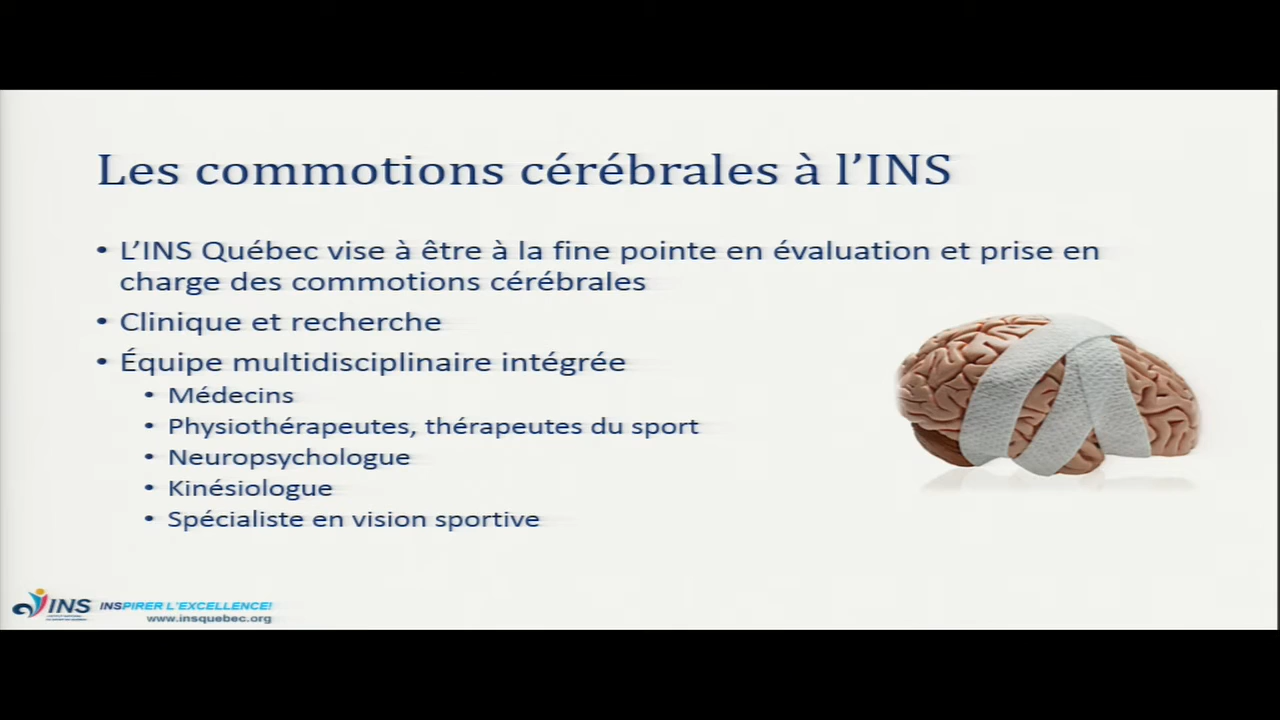 Les commotions cérébrales à l'INS
• L'INS Québec vise à être à la fine pointe en évaluation et prise en
charge des commotions cérébrales
• Clinique et recherche
• Équipe multidisciplinaire intégrée
• Médecins
• Physiothérapeutes, thérapeutes du sport
• Neuropsychologue
• Kinésiologue
• Spécialiste en vision sportive
INS INSPIRER L'EXCELLENCE!
www.insquebec.org